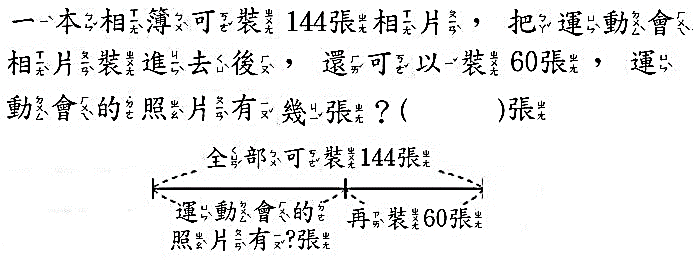 一本相簿可裝144張相片，把運動會
相片裝進去後，還可以裝60張，運
動會的照片有幾張？(　　)張
全部可裝144張
運動會的 再裝60張
照片有?張